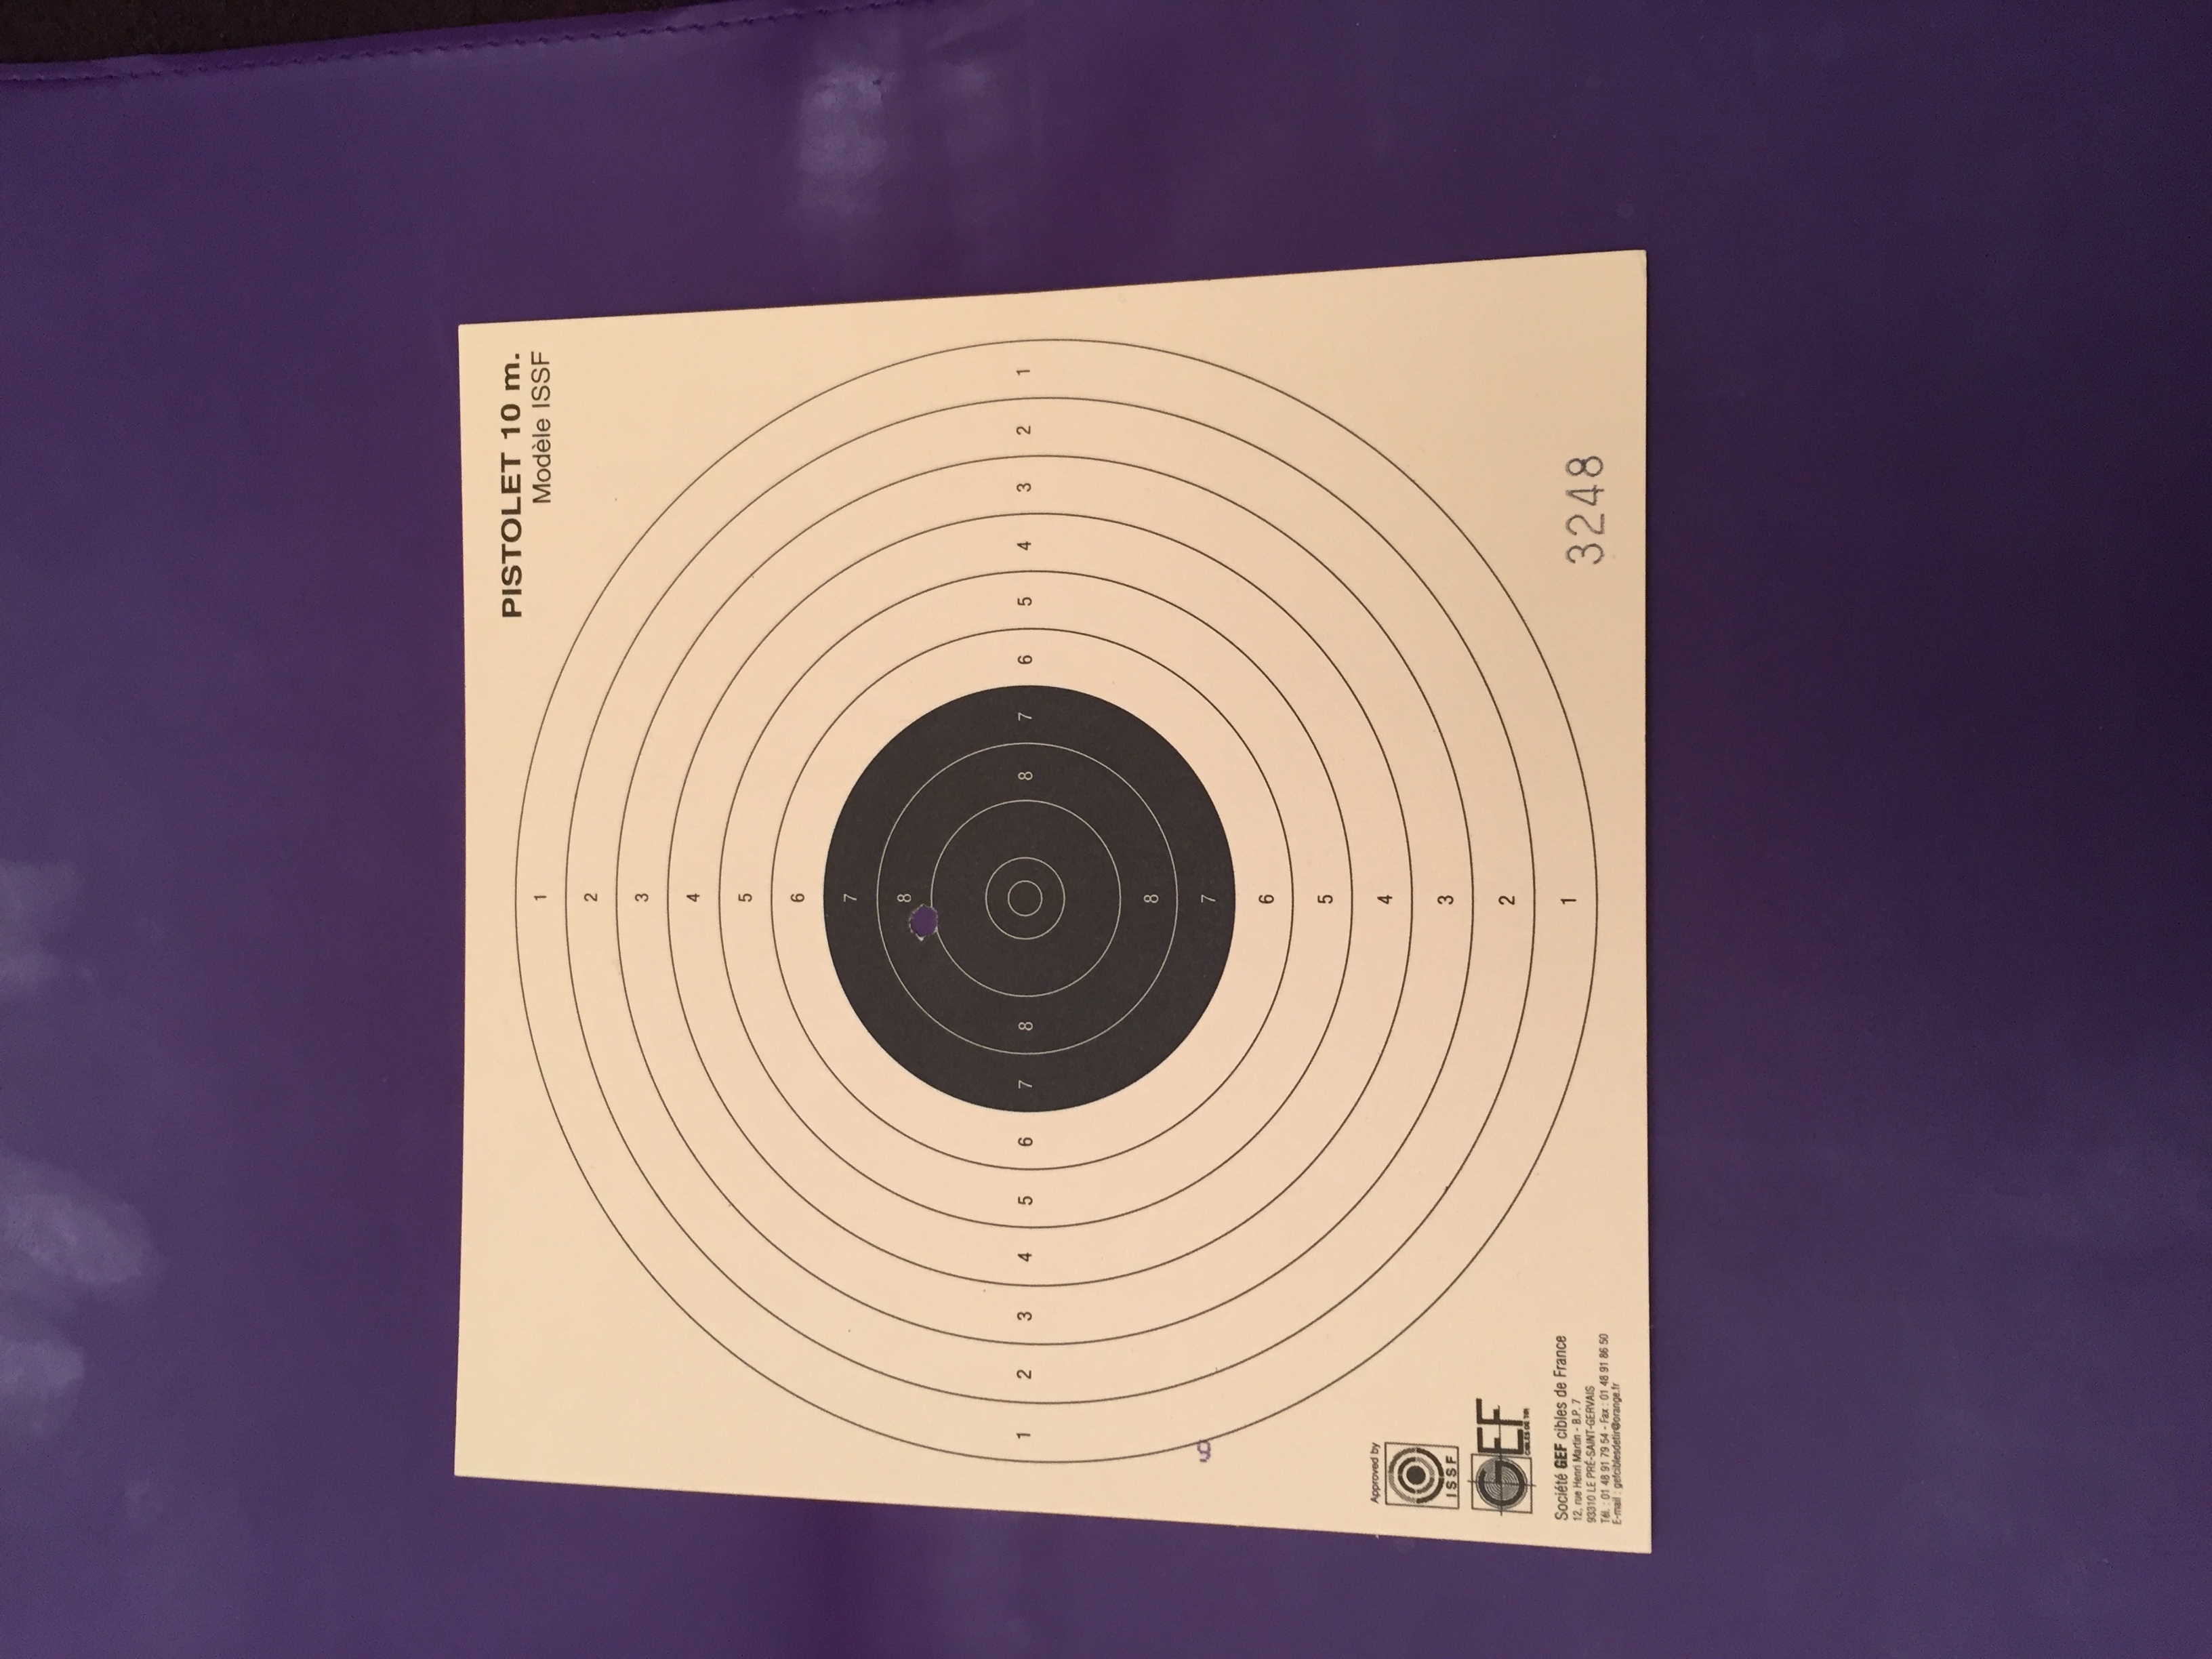 PISTOLET 10 m.
Modèle ISSF
1
2
3
4
5
6
7
8
1 2 3 4 5 6 7 8 8 7 6 5 4 3 2 1
8
7
6
5
4
3
2
1
6
Approved by
ISSF
GEF
CIBLES DE TIR
Société GEF cibles de France
12, rue Henri Martin - B.P. 7
93310 LE PRÉ-SAINT-GERVAIS
Tél. : 01 48 91 79 54 - Fax : 01 48 91 86 50
E-mail : gefciblesdetir@orange.fr
3248